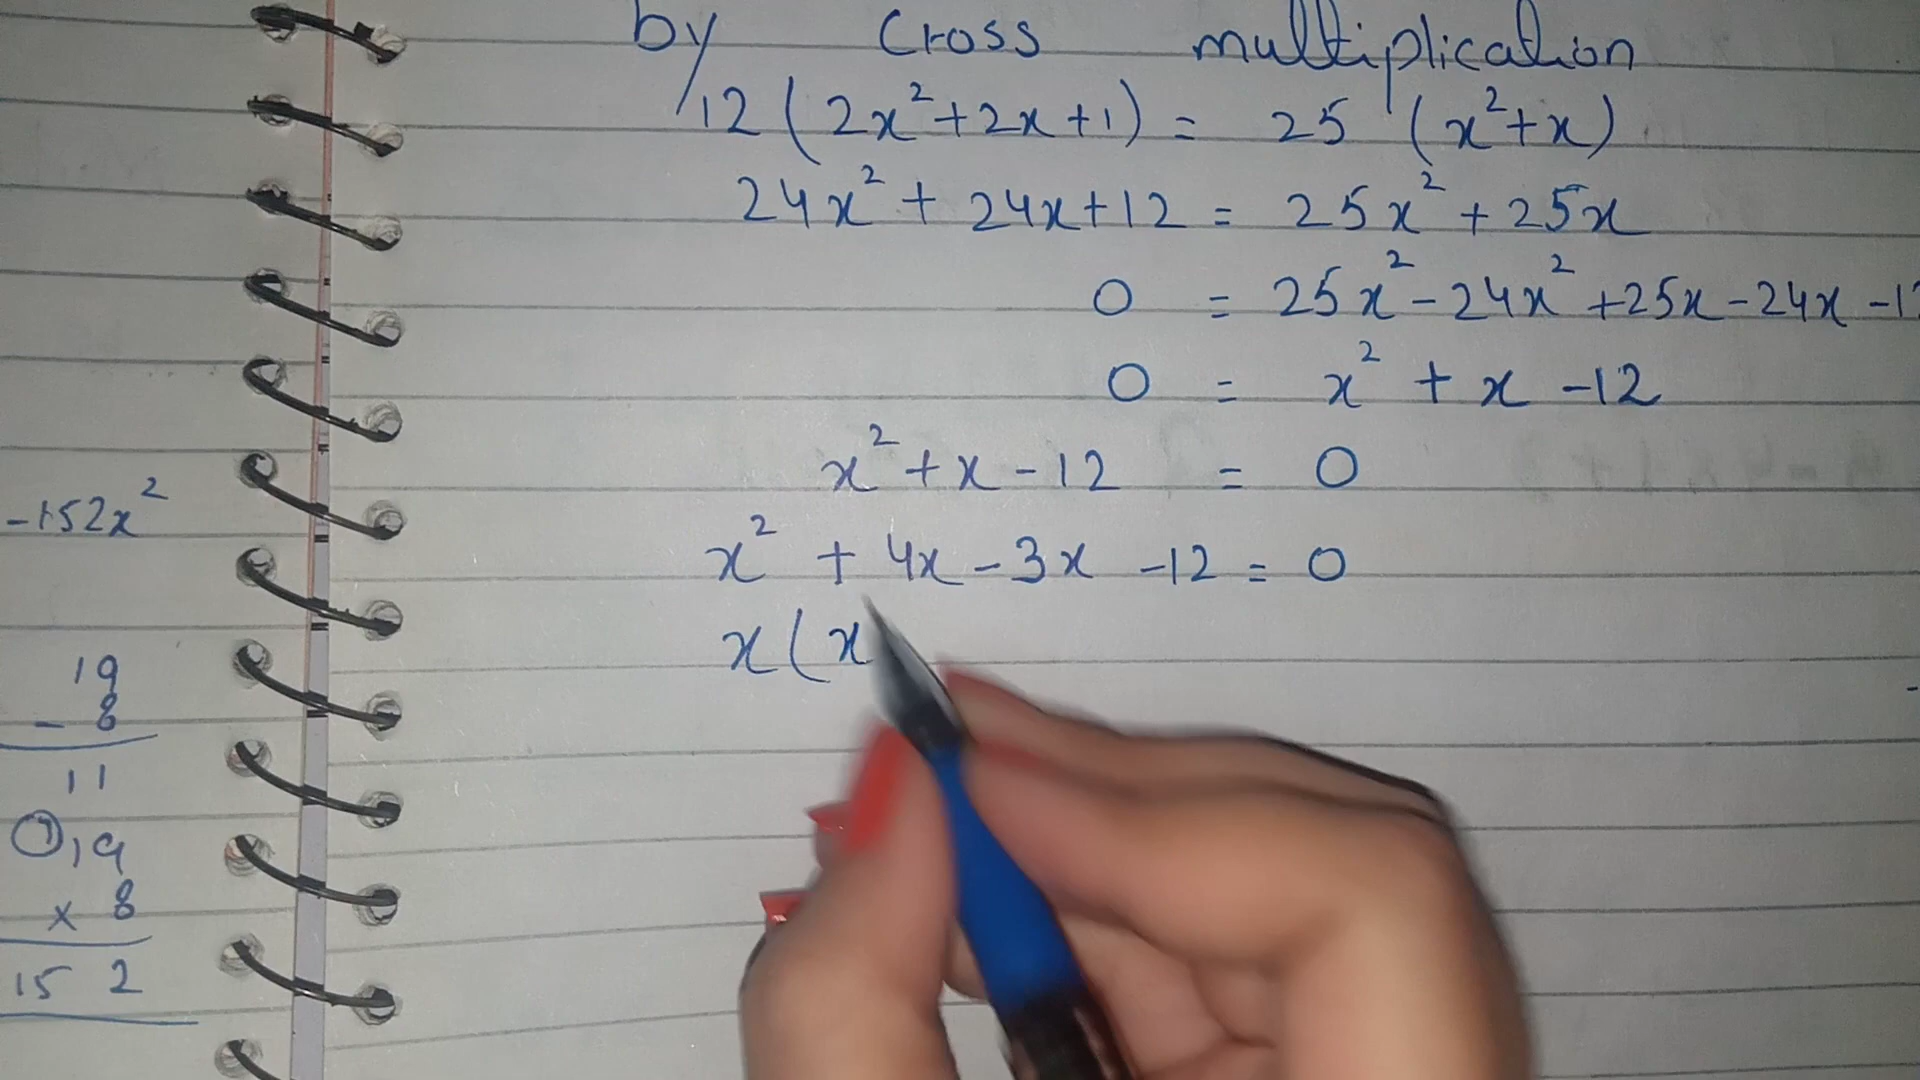 by cross multiplication
12 (2x²+2x+1) = 25 (x²+x)
24x² + 24x+12 = 25x² + 25x
0 = 25x² - 24x² + 25x - 24x - 1
0 = x² + x - 12
x² + x - 12 = 0
x² + 4x - 3x - 12 = 0
x ( x
-152x²
19
- 8
11
19
x 8
15 2